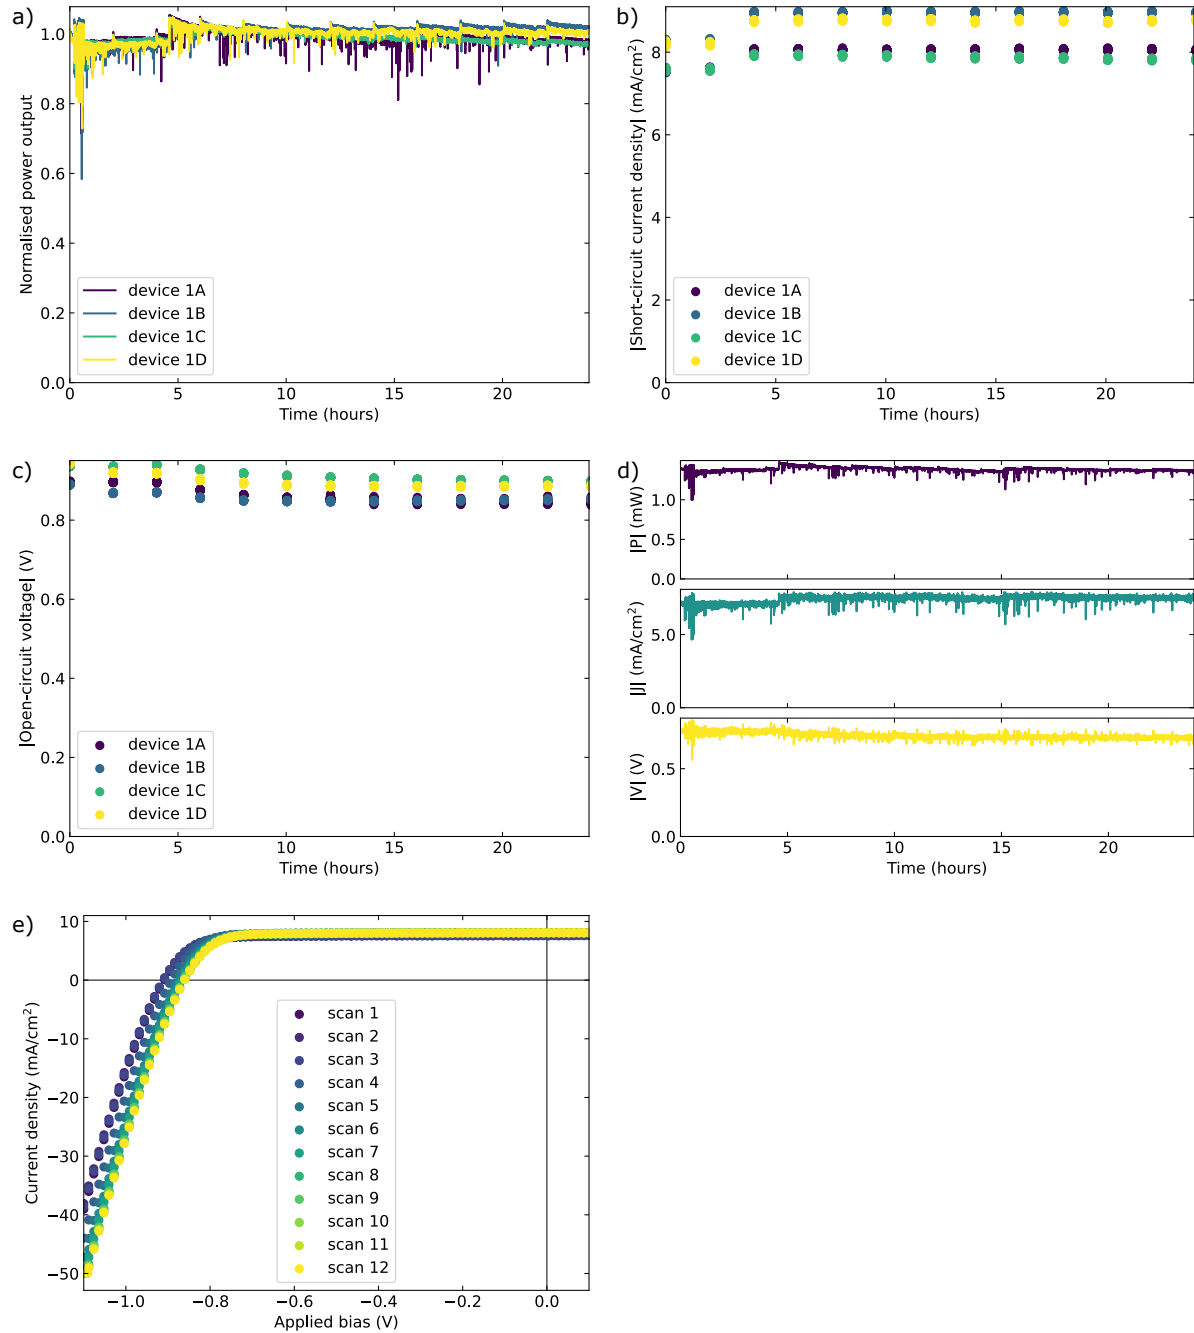 a)
Normalised power output
1.0
0.8
0.6
0.4
0.2
0.0
device 1A
device 1B
device 1C
device 1D
0 5 10 15 20
Time (hours)
b)
|Short-circuit current density| (mA/cm²)
8
6
4
2
0
device 1A
device 1B
device 1C
device 1D
0 5 10 15 20
Time (hours)
c)
|Open-circuit voltage| (V)
0.8
0.6
0.4
0.2
0.0
device 1A
device 1B
device 1C
device 1D
0 5 10 15 20
Time (hours)
d)
|P| (mW)
1.0
0.5
0.0
|J| (mA/cm²)
5.0
0.0
|V| (V)
0.5
0.0
0 5 10 15 20
Time (hours)
e)
Current density (mA/cm²)
10
0
−10
−20
−30
−40
−50
scan 1
scan 2
scan 3
scan 4
scan 5
scan 6
scan 7
scan 8
scan 9
scan 10
scan 11
scan 12
−1.0 −0.8 −0.6 −0.4 −0.2 0.0
Applied bias (V)